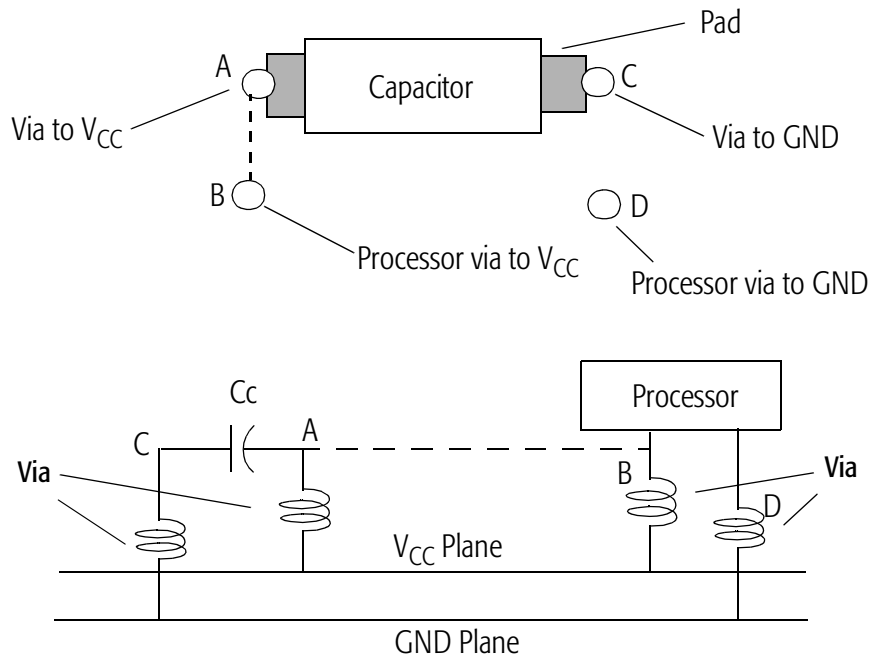 Pad
A
Capacitor
C
Via to VCC
Via to GND
B
D
Processor via to VCC
Processor via to GND
Processor
Cc
C
A
Via
B
Via
D
VCC Plane
GND Plane